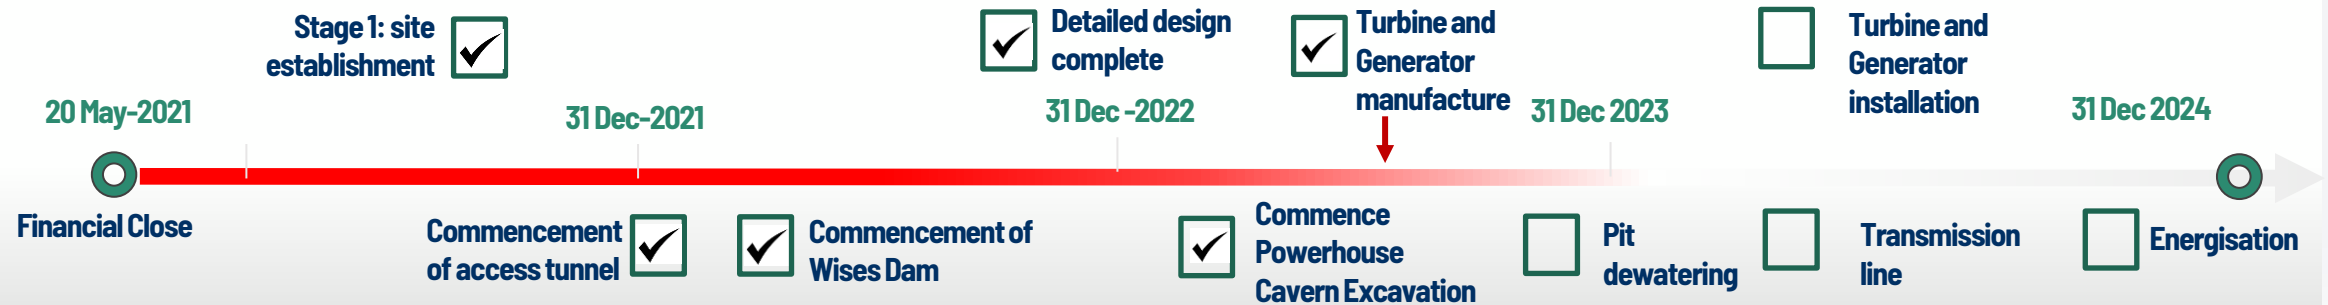 Stage 1: site
establishment
Detailed design
complete
Turbine and
Generator
manufacture
Turbine and
Generator
installation
20 May-2021
31 Dec-2021
31 Dec -2022
31 Dec 2023
31 Dec 2024
Financial Close
Commencement
of access tunnel
Commencement of
Wises Dam
Commence
Powerhouse
Cavern Excavation
Pit
dewatering
Transmission
line
Energisation